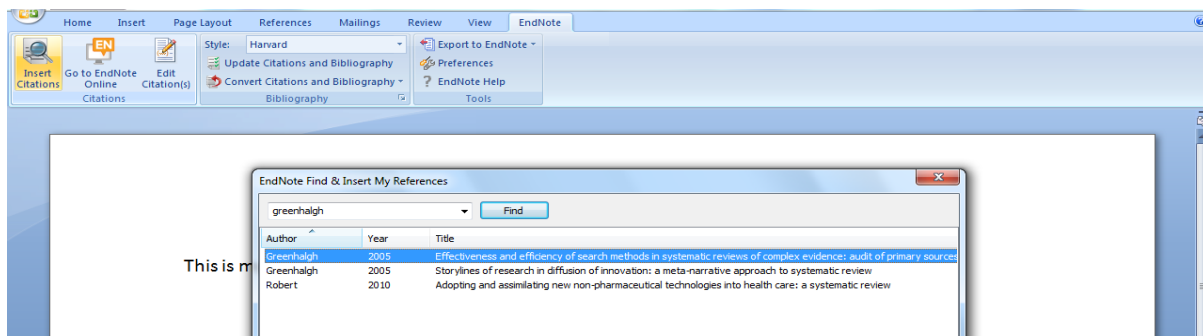 Home Insert Page Layout References Mailings Review View EndNote
Insert Citations
Go to EndNote Online
Edit Citation(s)
Citations
Style: Harvard
Update Citations and Bibliography
Convert Citations and Bibliography
Bibliography
Export to EndNote
Preferences
? EndNote Help
Tools
EndNote Find & Insert My References
greenhalgh Find
Author Year Title
Greenhalgh 2005 Effectiveness and efficiency of search methods in systematic reviews of complex evidence: audit of primary sources
Greenhalgh 2005 Storylines of research in diffusion of innovation: a meta-narrative approach to systematic review
Robert 2010 Adopting and assimilating new non-pharmaceutical technologies into health care: a systematic review
This is m